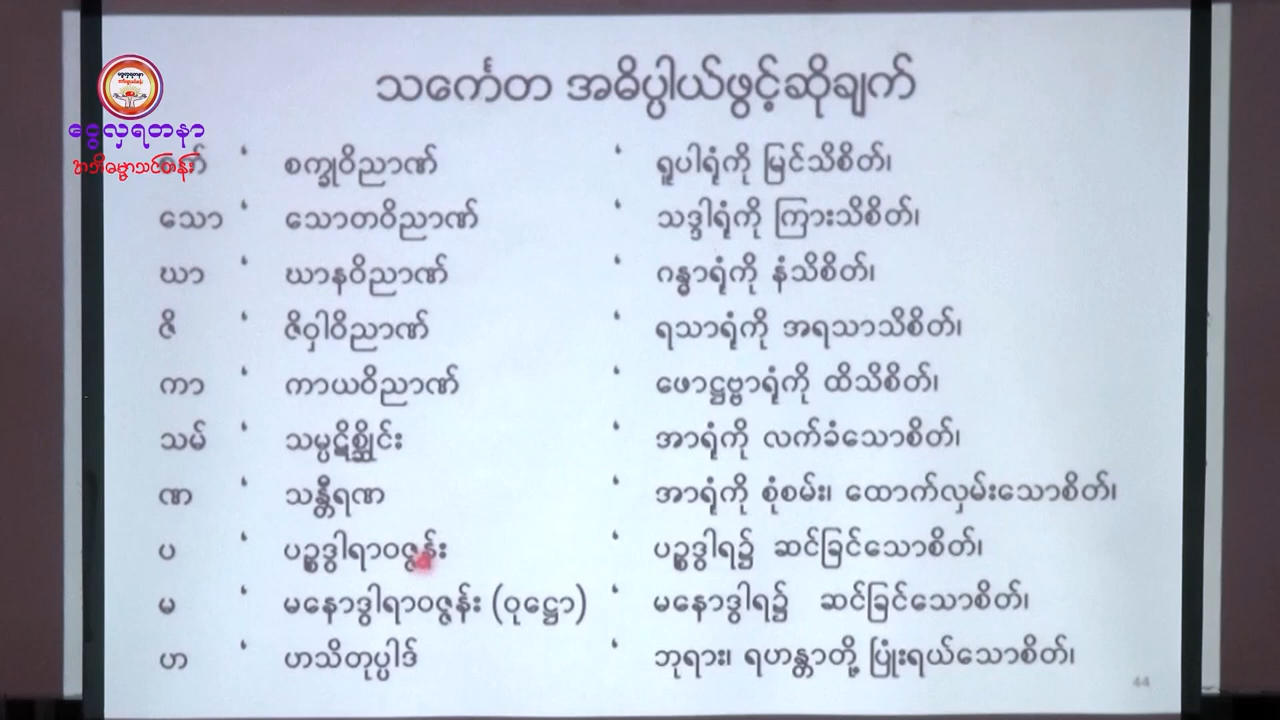 သင်္ကေတ အဓိပ္ပါယ်ဖွင့်ဆိုချက်
ငွေလှရတနာ
အဘိဓမ္မာသင်တန်း
စက္ခုဝိညာဏ် ရူပါရုံကို မြင်သိစိတ်၊
သော ' သောတဝိညာဏ် ' သဒ္ဒါရုံကို ကြားသိစိတ်၊
ဃာ ' ဃာနဝိညာဏ် ' ဂန္ဓာရုံကို နံသိစိတ်၊
ဇိ ' ဇိဝှါဝိညာဏ် ' ရသာရုံကို အရသာသိစိတ်၊
ကာ ' ကာယဝိညာဏ် ' ဖောဋ္ဌဗ္ဗာရုံကို ထိသိစိတ်၊
သမ် ' သမ္ပဋိစ္ဆိုင်း ' အာရုံကို လက်ခံသောစိတ်၊
ဏ ' သန္တီရဏ ' အာရုံကို စုံစမ်း၊ ထောက်လှမ်းသောစိတ်၊
ပ ' ပဉ္စဒွါရာဝဇ္ဇန်း ' ပဉ္စဒွါရ၌ ဆင်ခြင်သောစိတ်၊
မ ' မနောဒွါရာဝဇ္ဇန်း (ဝုဋ္ဌော) ' မနောဒွါရ၌ ဆင်ခြင်သောစိတ်၊
ဟ ' ဟသိတုပ္ပါဒ် ' ဘုရား၊ ရဟန္တာတို့ ပြုံးရယ်သောစိတ်၊
44